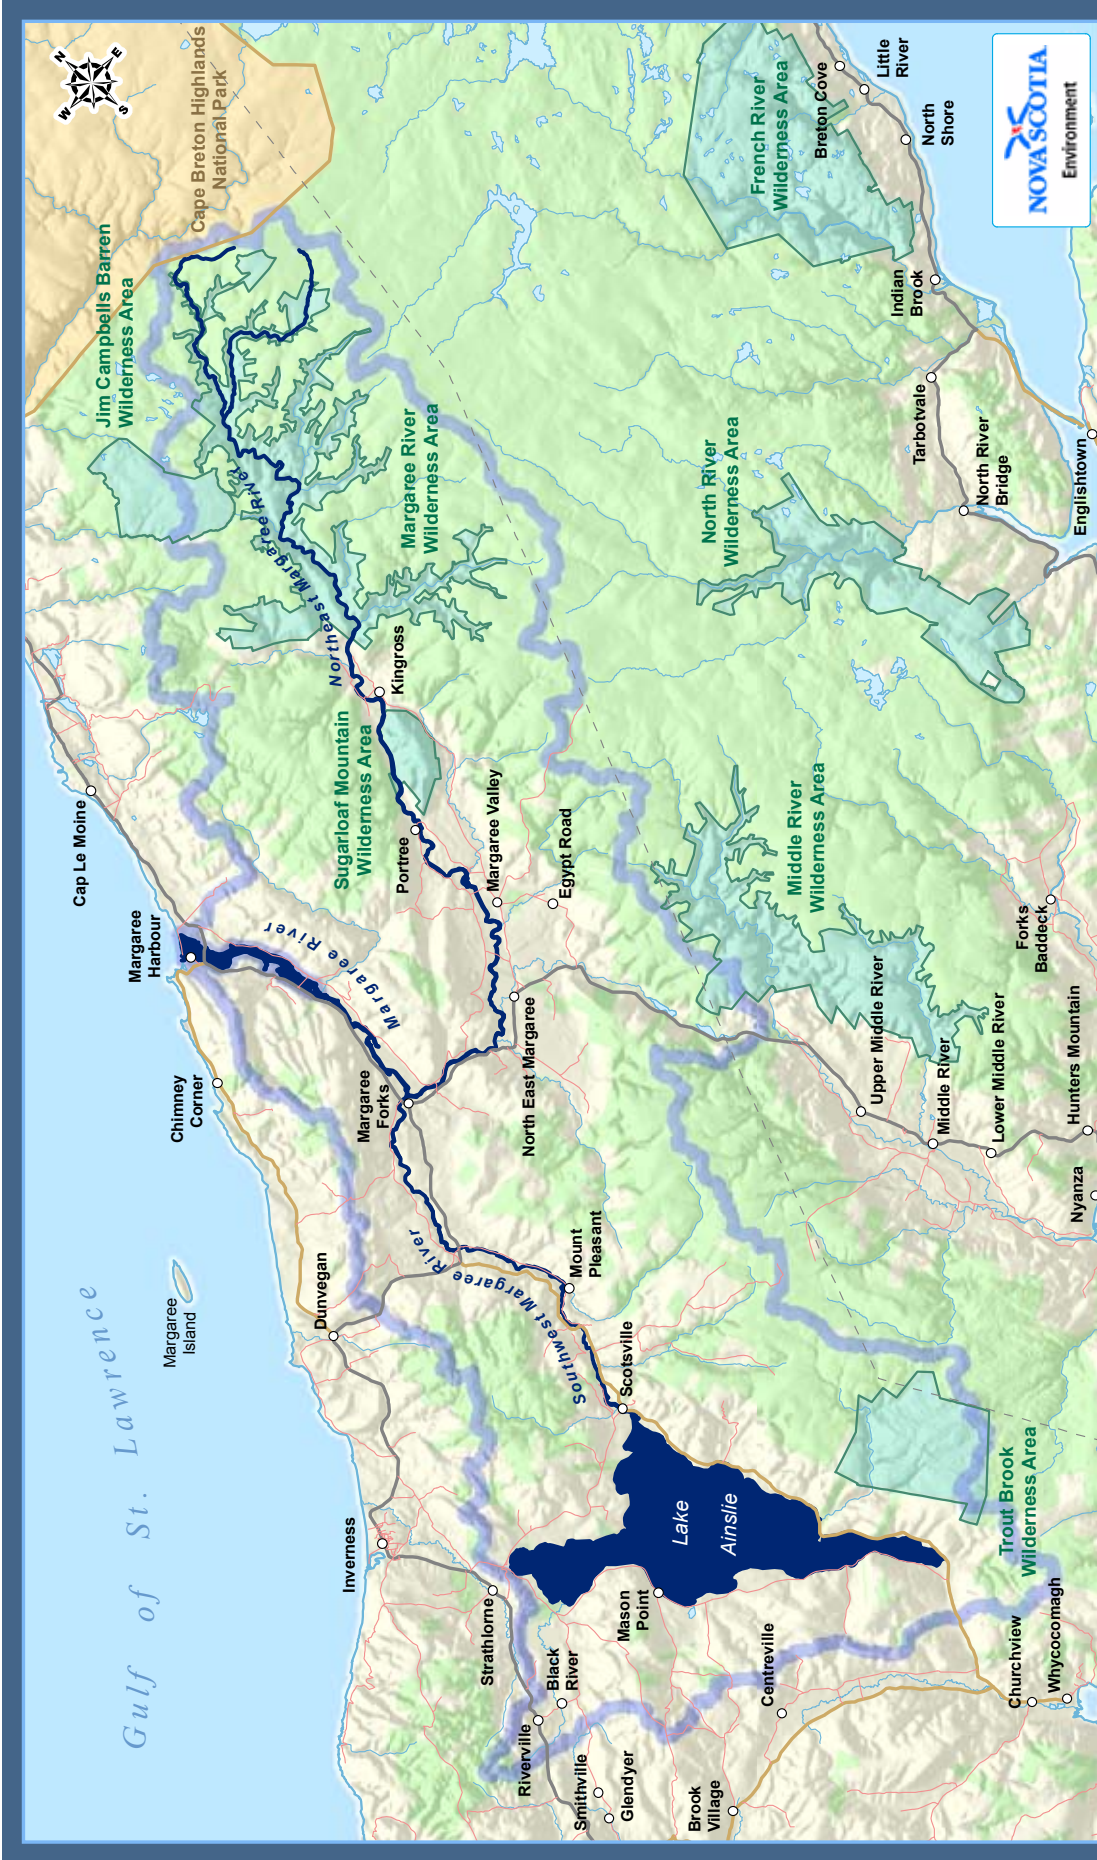 Gulf of St. Lawrence
Margaree
Island
Inverness
Dunvegan
Chimney
Corner
Margaree
Harbour
Cap Le Moine
Jim Campbells Barren
Wilderness Area
Cape Breton Highlands
National Park
N
E
S
W
Strathlorne
Riverville
Black
River
Smithville
Glendyer
Brook
Village
Mason
Point
Centreville
Churchview
Whycocomagh
Lake
Ainslie
Scotsville
Mount
Pleasant
Southwest Margaree River
Margaree
Forks
Margaree River
North East Margaree
Margaree Valley
Egypt Road
Portree
Sugarloaf Mountain
Wilderness Area
Kingross
Northeast Margaree River
Margaree River
Wilderness Area
Trout Brook
Wilderness Area
Middle River
Wilderness Area
Upper Middle River
Middle River
Lower Middle River
Nyanza
Hunters Mountain
Forks
Baddeck
North River
Wilderness Area
North River
Bridge
Tarbotvale
Englishtown
Indian
Brook
French River
Wilderness Area
Breton Cove
Little
River
North
Shore
NOVA SCOTIA
Environment